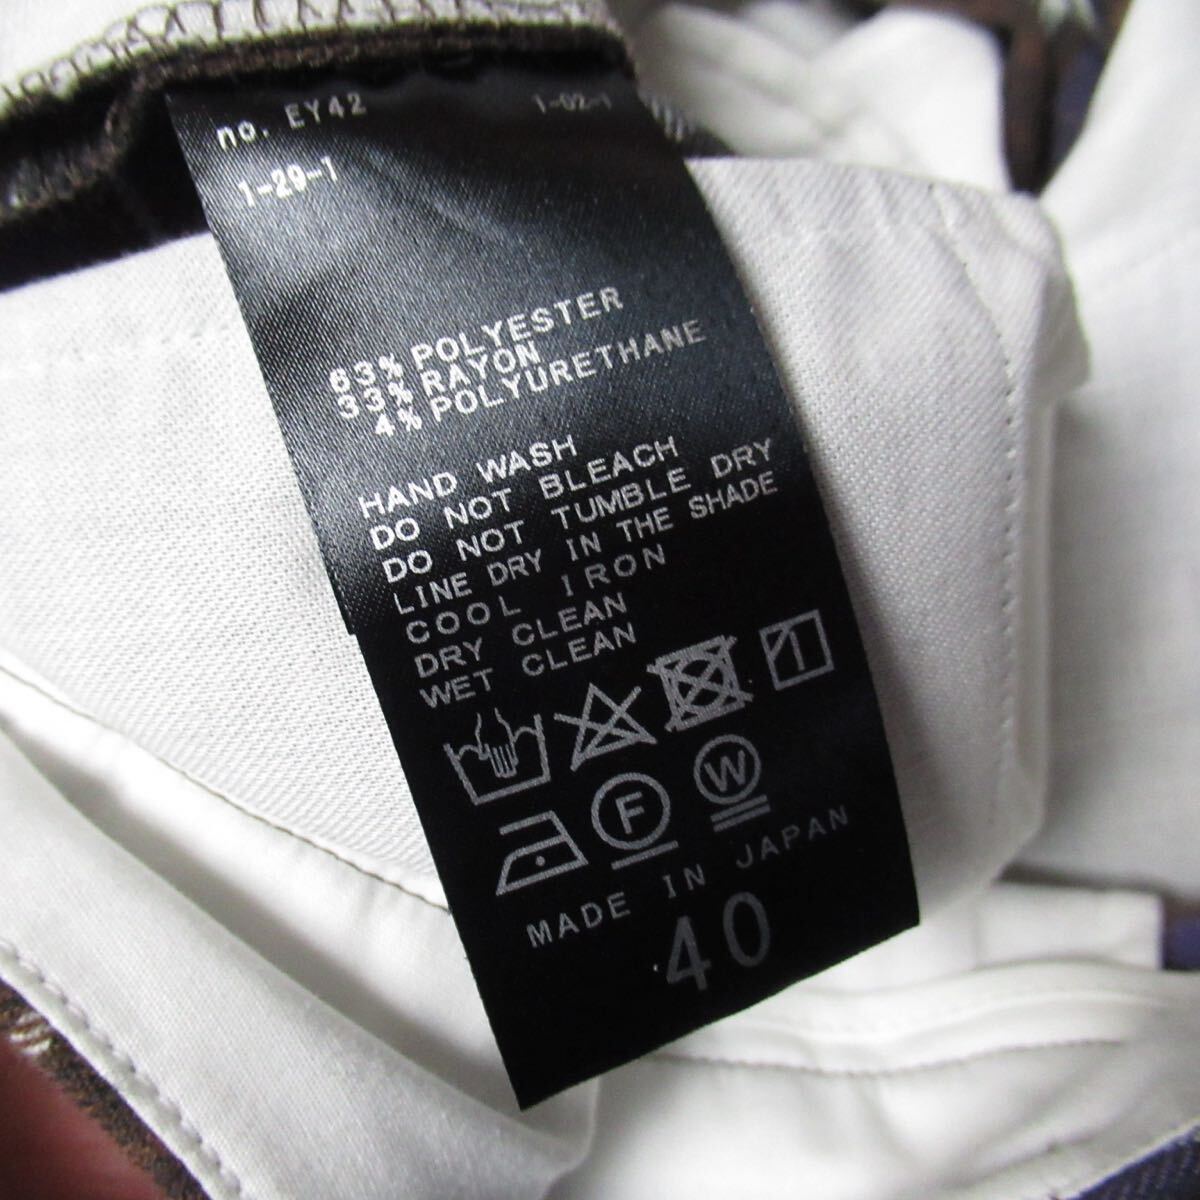 no. EY42 1-02-1
1-29-1
63% POLYESTER
33% RAYON
4% POLYURETHANE
HAND WASH
DO NOT BLEACH
DO NOT TUMBLE DRY
LINE DRY IN THE SHADE
COOL IRON
DRY CLEAN
WET CLEAN
F W
MADE IN JAPAN
40